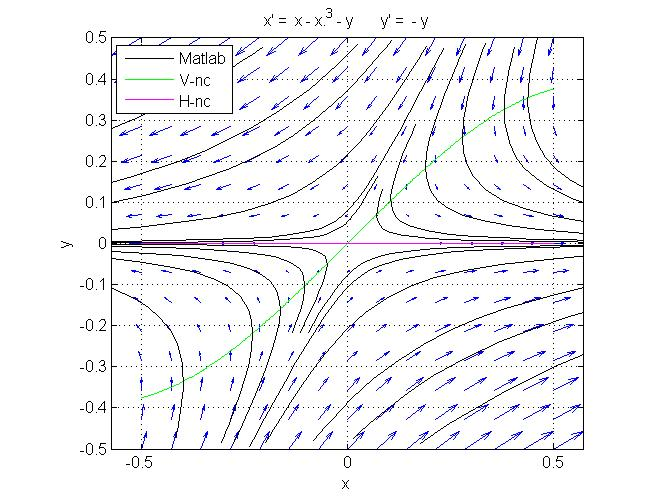 x' = x - x.³ - y y' = - y
Matlab
V-nc
H-nc
0.5
0.4
0.3
0.2
0.1
0
-0.1
-0.2
-0.3
-0.4
-0.5
y
-0.5 0 0.5
x